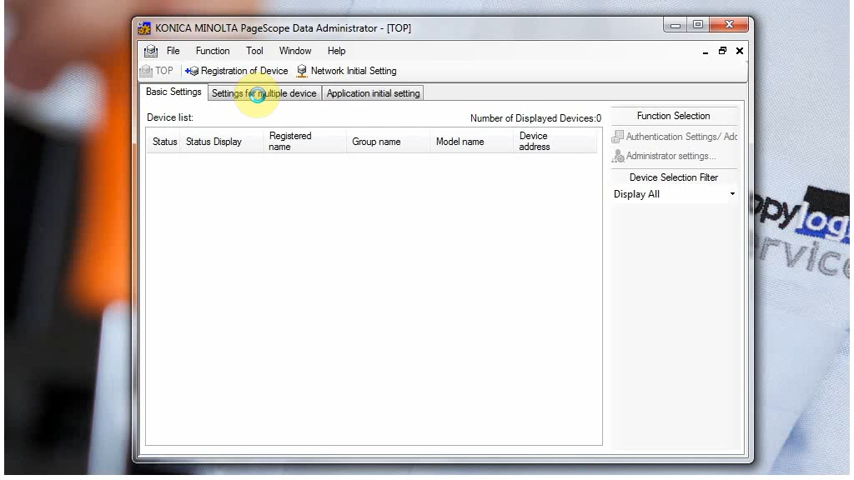 KONICA MINOLTA PageScope Data Administrator - [TOP]
File Function Tool Window Help
TOP Registration of Device Network Initial Setting
Basic Settings Settings for multiple device Application initial setting
Device list: Number of Displayed Devices:0
Status Status Display Registered name Group name Model name Device address
Function Selection
Authentication Settings/ Adc
Administrator settings...
Device Selection Filter
Display All